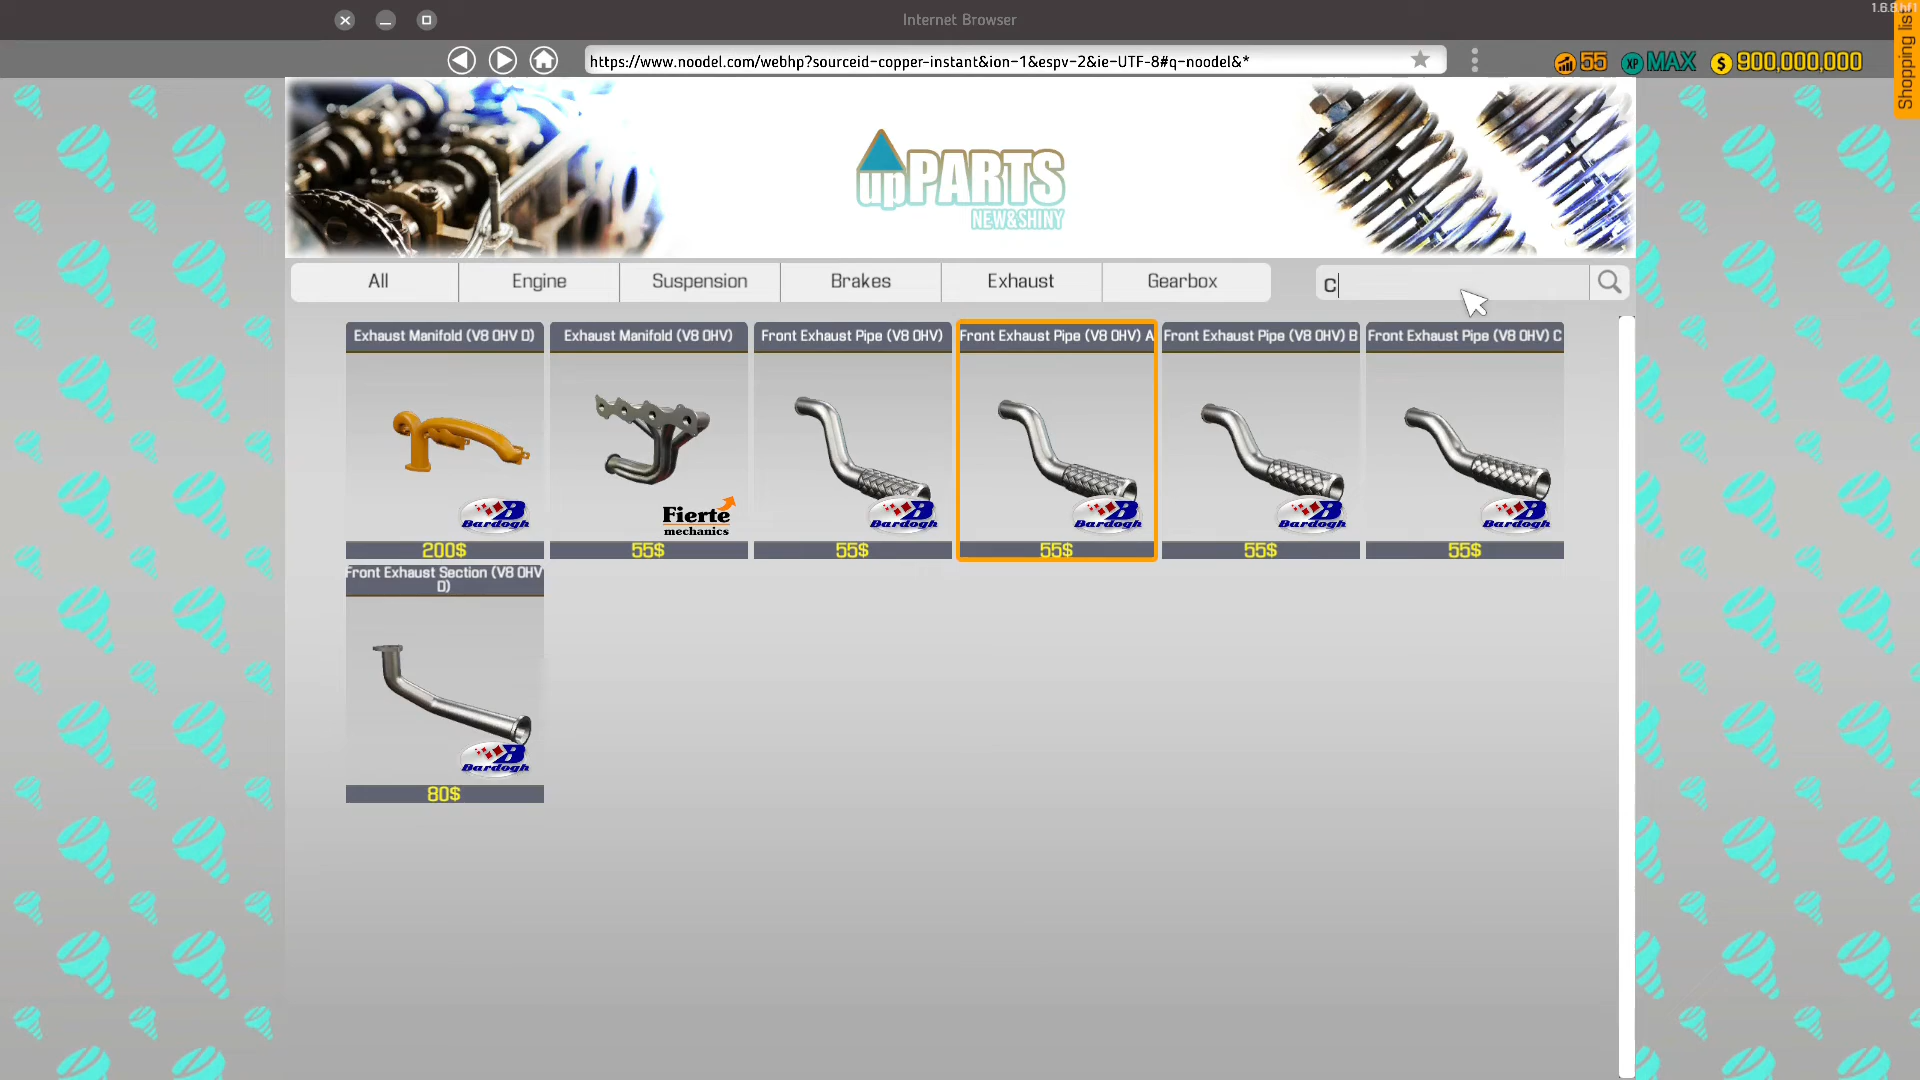 Internet Browser
1.6.8.hf1
https://www.noodel.com/webhp?sourceid-copper-instant&ion-1&espv-2&ie-UTF-8#q-noodel&*
55
XP MAX
$ 900,000,000
Shopping list
upPARTS
NEW&SHINY
All
Engine
Suspension
Brakes
Exhaust
Gearbox
C
Exhaust Manifold (V8 OHV D)
Exhaust Manifold (V8 OHV)
Front Exhaust Pipe (V8 OHV)
Front Exhaust Pipe (V8 OHV) A
Front Exhaust Pipe (V8 OHV) B
Front Exhaust Pipe (V8 OHV) C
B
Bardogh
Fierte
mechanics
B
Bardogh
B
Bardogh
B
Bardogh
B
Bardogh
200$
55$
55$
55$
55$
55$
Front Exhaust Section (V8 OHV
D)
B
Bardogh
80$